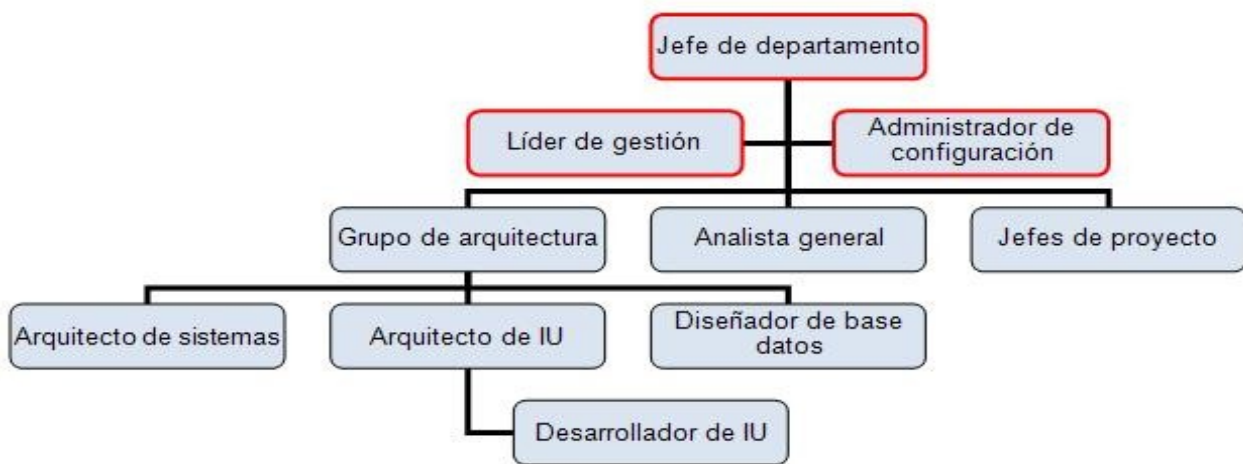 Jefe de departamento
Líder de gestión
Administrador de
configuración
Grupo de arquitectura
Analista general
Jefes de proyecto
Arquitecto de sistemas
Arquitecto de IU
Diseñador de base
datos
Desarrollador de IU